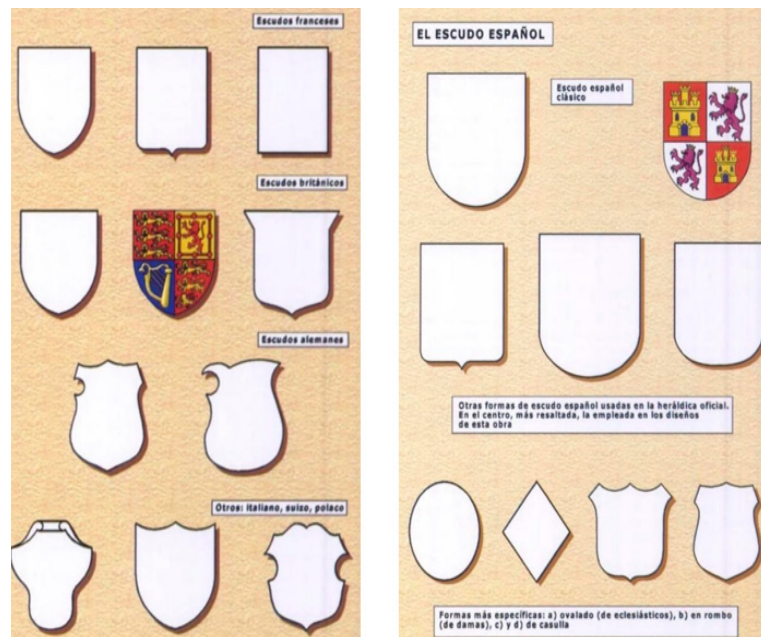 Escudos franceses
Escudos británicos
Escudos alemanes
Otros: italiano, suizo, polaco
EL ESCUDO ESPAÑOL
Escudo español
clásico
Otras formas de escudo español usadas en la heráldica oficial.
En el centro, más resaltada, la empleada en los diseños
de esta obra
Formas más específicas: a) ovalado (de eclesiásticos), b) en rombo
(de damas), c) y d) de casulla